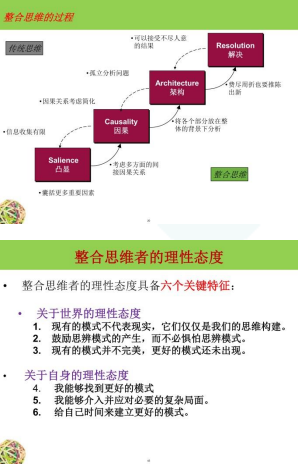 整合思维的过程
传统思维
•可以接受不尽人意
的结果
Resolution
解决
•孤立分析问题
Architecture
架构
•费尽周折也要推陈
出新
•因果关系考虑简化
Causality
因果
•将各个部分放在整
体的背景下分析
•信息收集有限
Salience
凸显
•考虑多方面的间
接因果关系
整合思维
•囊括更多重要因素
整合思维者的理性态度
• 整合思维者的理性态度具备六个关键特征：
• 关于世界的理性态度
1. 现有的模式不代表现实，它们仅仅是我们的思维构建。
2. 鼓励思辨模式的产生，而不必惧怕思辨模式。
3. 现有的模式并不完美，更好的模式还未出现。
• 关于自身的理性态度
4. 我能够找到更好的模式
5. 我能够介入并应对必要的复杂局面。
6. 给自己时间来建立更好的模式。